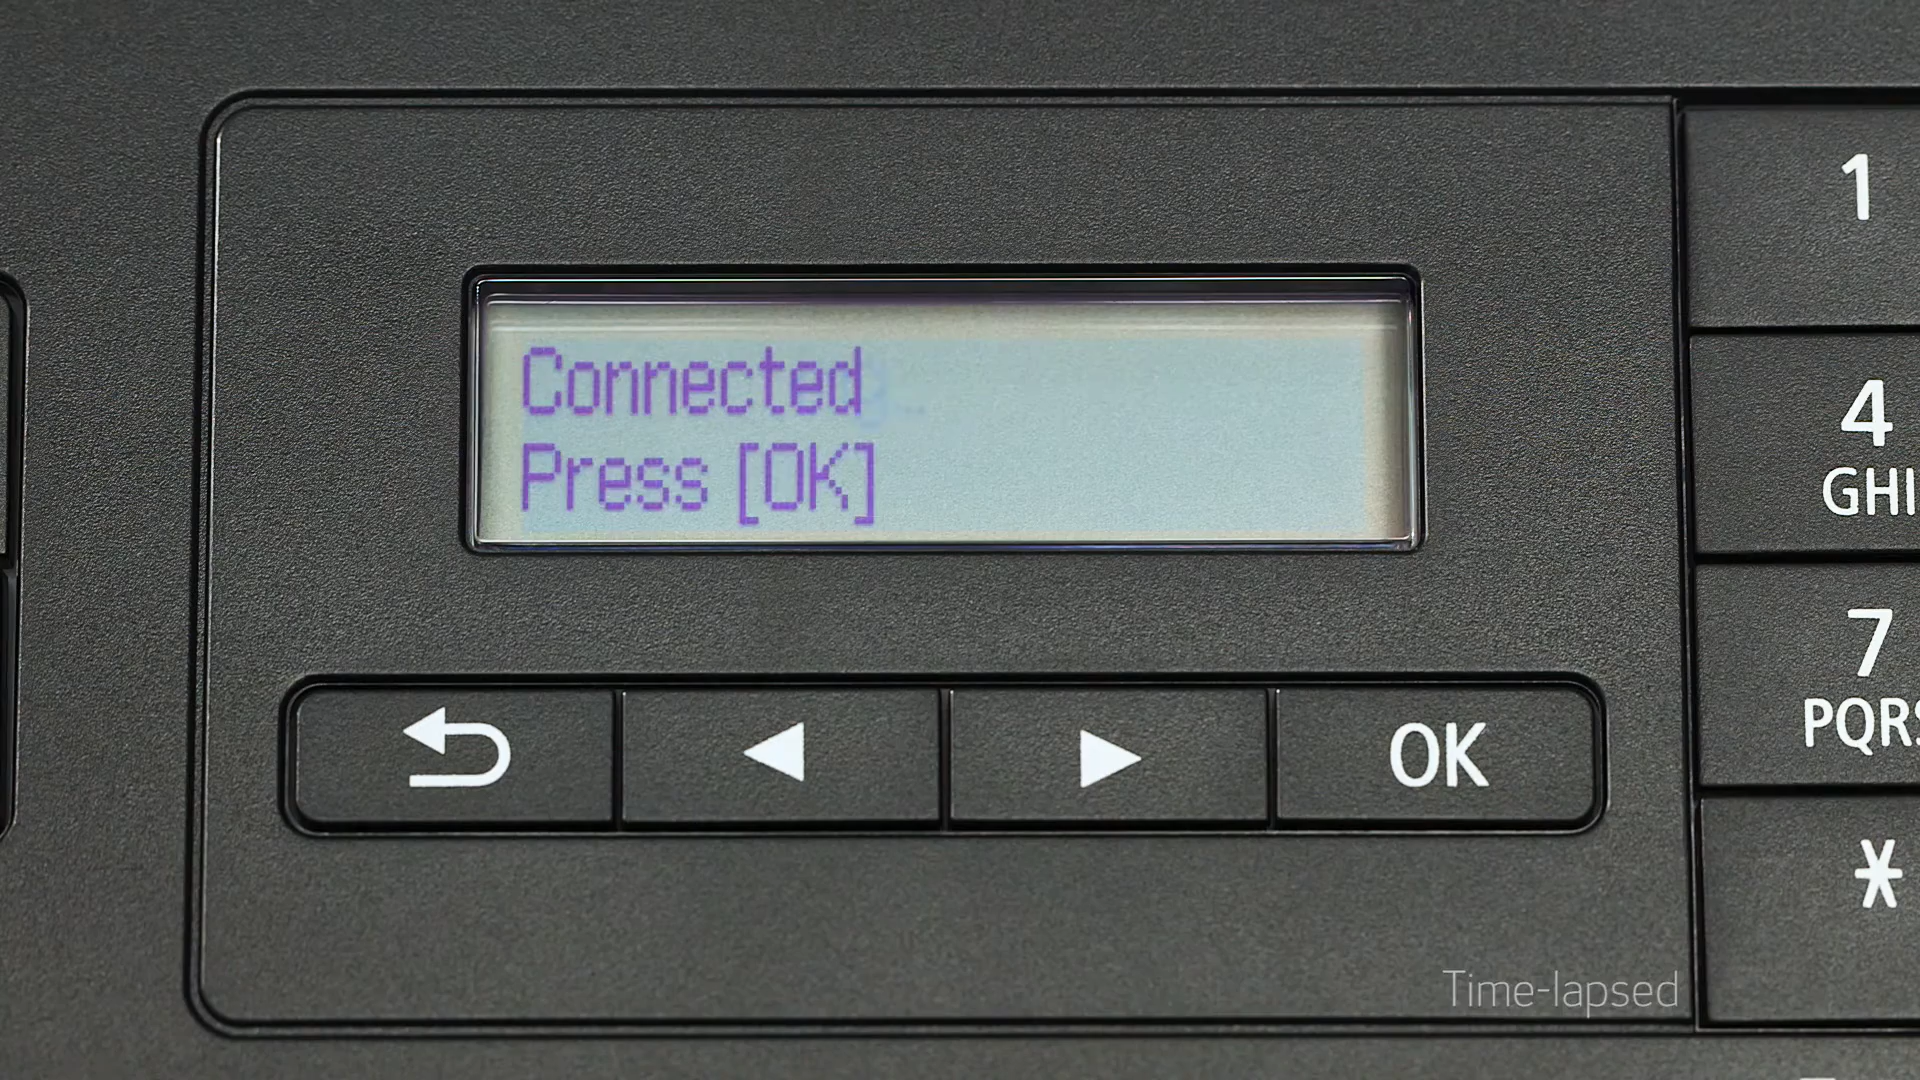 Connected
Press [OK]
OK
1
4
GHI
7
PQRS
*
Time-lapsed